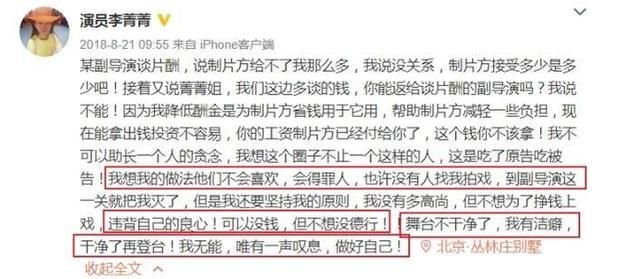 演员李菁菁
2018-8-21 09:55 来自 iPhone客户端
某副导演谈片酬，说制片方给不了我那么多，我说没关系，制片方接受多少是多
少吧！接着又说菁菁姐，我们这边多谈的钱，你能返给谈片酬的副导演吗？我说
不能！因为我降低酬金是为制片方省钱用于它用，帮助制片方减轻一些负担，现
在能拿出钱投资不容易，你的工资制片方已经付给你了，这个钱你不该拿！我不
可以助长一个人的贪念，我想这个圈子不止一个这样的人，这是吃了原告吃被
告！我想我的做法他们不会喜欢，会得罪人，也许没有人找我拍戏，到副导演这
一关就把我灭了，但是我还要坚持我的原则，我没有多高尚，但不想为了挣钱上
戏，违背自己的良心！可以没钱，但不想没德行！！舞台不干净了，我有洁癖，
干净了再登台！我无能，唯有一声叹息，做好自己！ 北京·丛林庄别墅
收起全文